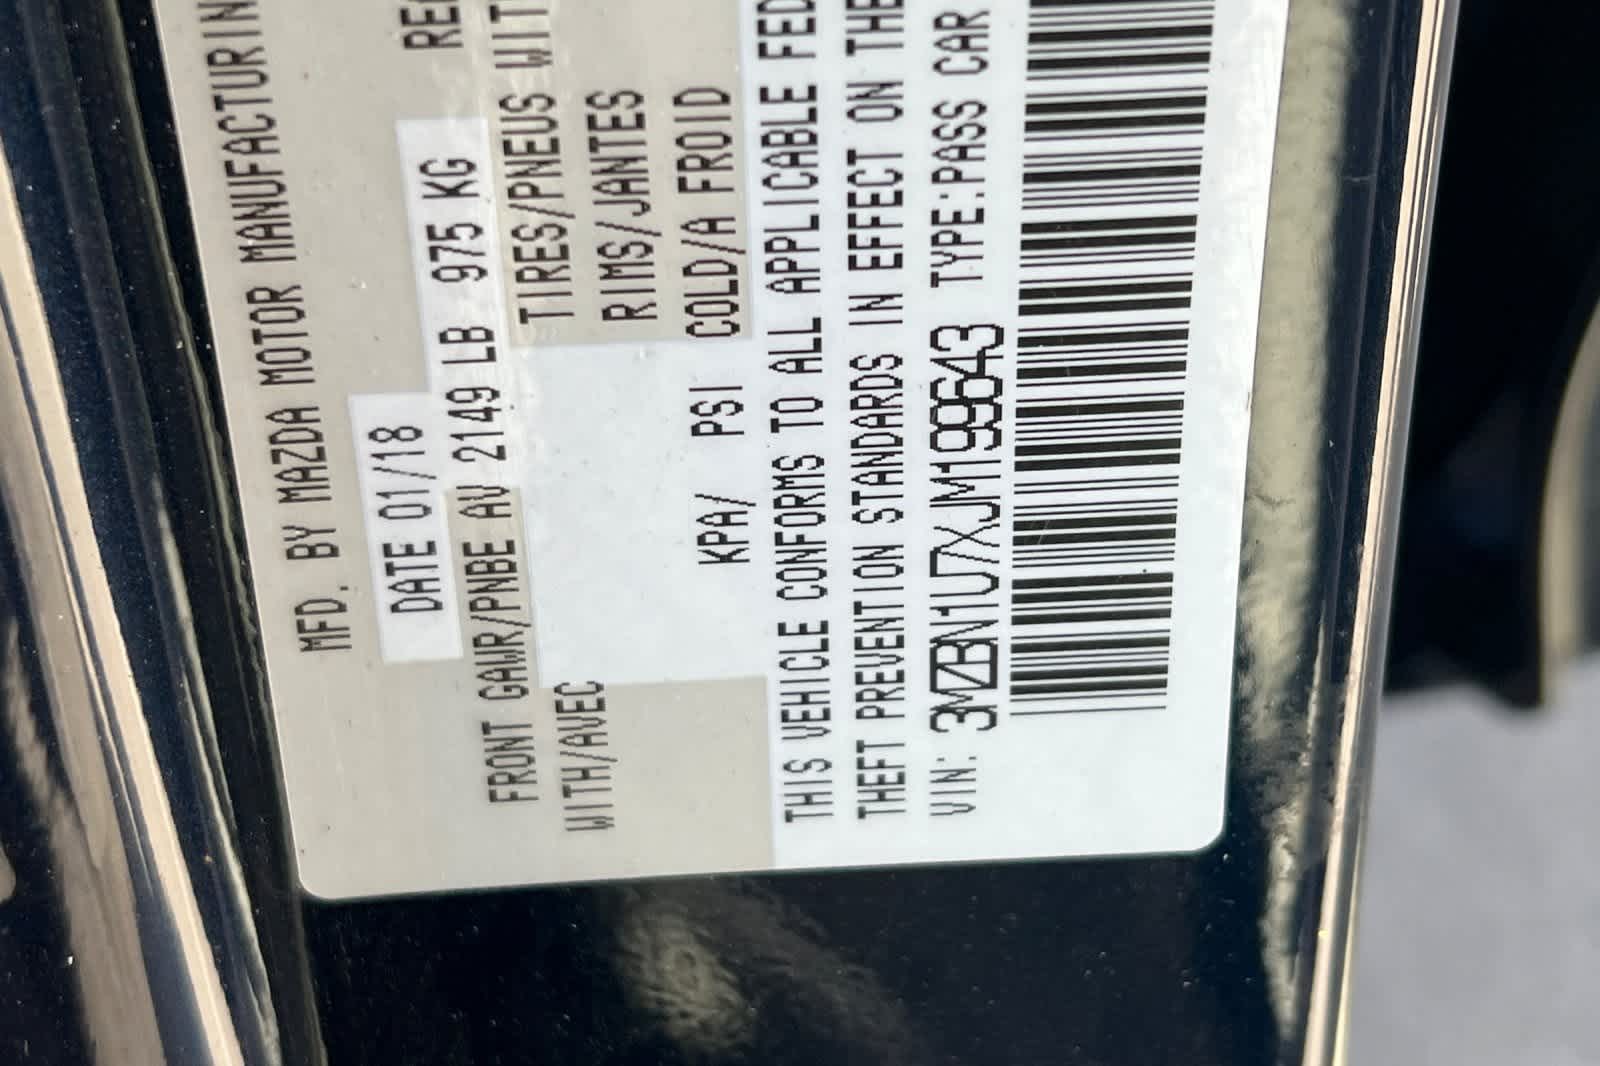 MFD. BY MAZDA MOTOR MANUFACTURIN
DATE 01/18
FRONT GAWR/PNBE AV 2149 LB 975 KG
WITH/AVEC TIRES/PNEUS WIT
RIMS/JANTES
KPA/ PSI COLD/A FROID
THIS VEHICLE CONFORMS TO ALL APPLICABLE FED
THEFT PREVENTION STANDARDS IN EFFECT ON THE
VIN: 3MZBN1U7XJM199643 TYPE:PASS CAR